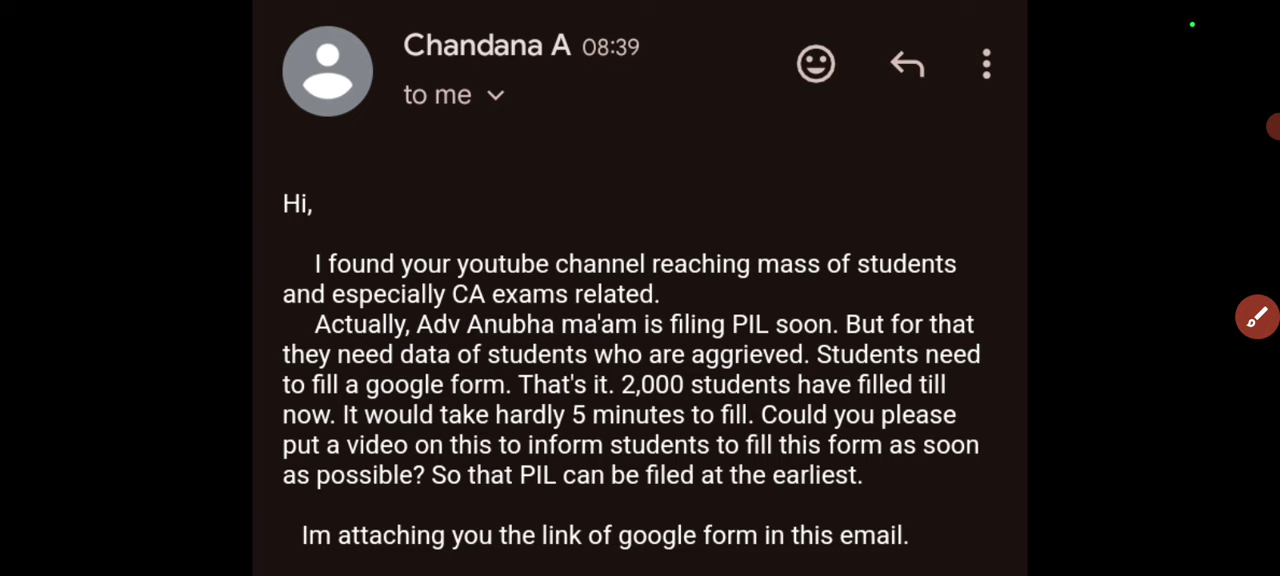 Chandana A 08:39
to me
Hi,
I found your youtube channel reaching mass of students
and especially CA exams related.
Actually, Adv Anubha ma'am is filing PIL soon. But for that
they need data of students who are aggrieved. Students need
to fill a google form. That's it. 2,000 students have filled till
now. It would take hardly 5 minutes to fill. Could you please
put a video on this to inform students to fill this form as soon
as possible? So that PIL can be filed at the earliest.
Im attaching you the link of google form in this email.